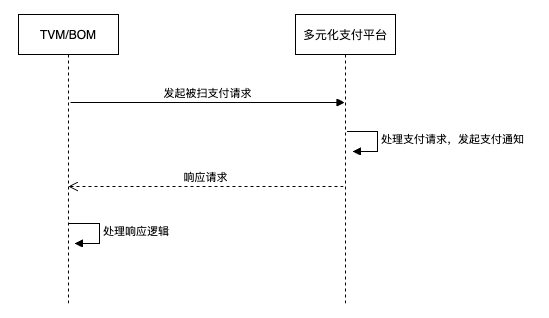 TVM/BOM
多元化支付平台
发起被扫支付请求
处理支付请求，发起支付通知
响应请求
处理响应逻辑